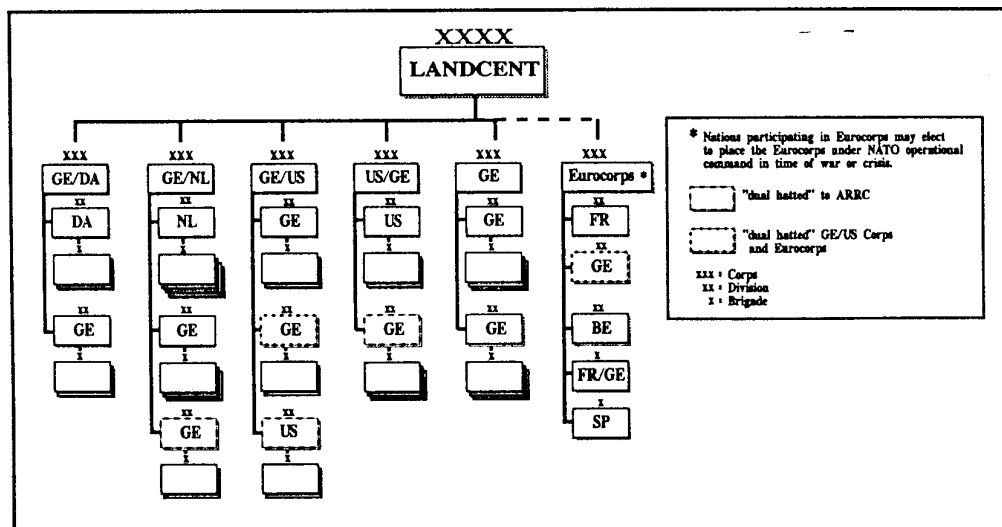 XXXX
LANDCENT
xxx xxx xxx xxx xxx xxx
GE/DA GE/NL GE/US US/GE GE Eurocorps *
xx xx xx xx xx xx
DA NL GE US GE FR
x x x x x xx
GE
xx xx xx xx xx xx
GE GE GE GE GE BE
x x x x x x
FR/GE
xx xx x
GE US SP
x x
* Nations participating in Eurocorps may elect
to place the Eurocorps under NATO operational
command in time of war or crisis.
"dual hatted" to ARRC
"dual hatted" GE/US Corps
and Eurocorps
xxx = Corps
xx = Division
x = Brigade